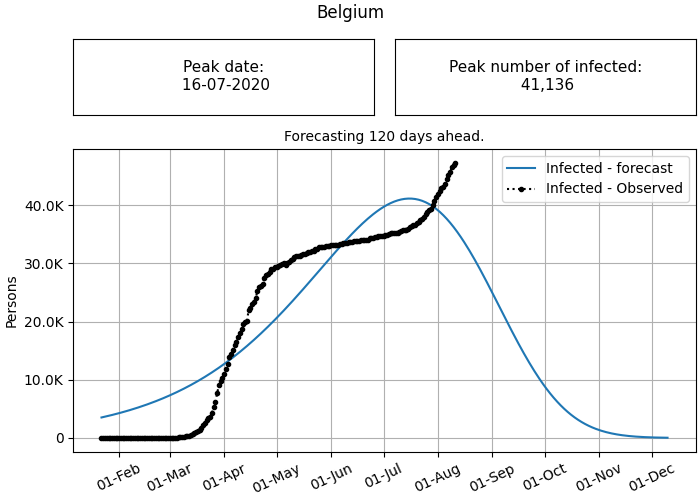 Belgium
Peak date:
16-07-2020
Peak number of infected:
41,136
Forecasting 120 days ahead.
Infected - forecast
Infected - Observed
Persons
40.0K
30.0K
20.0K
10.0K
0
01-Feb
01-Mar
01-Apr
01-May
01-Jun
01-Jul
01-Aug
01-Sep
01-Oct
01-Nov
01-Dec